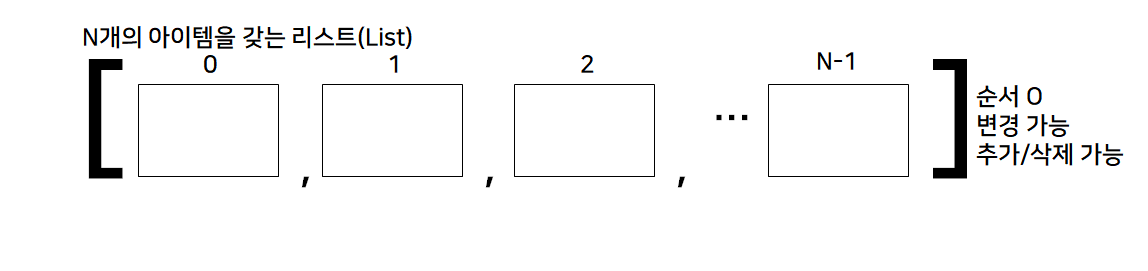 N개의 아이템을 갖는 리스트(List)
0 1 2 N-1
[ , , , ... ]
순서 O
변경 가능
추가/삭제 가능